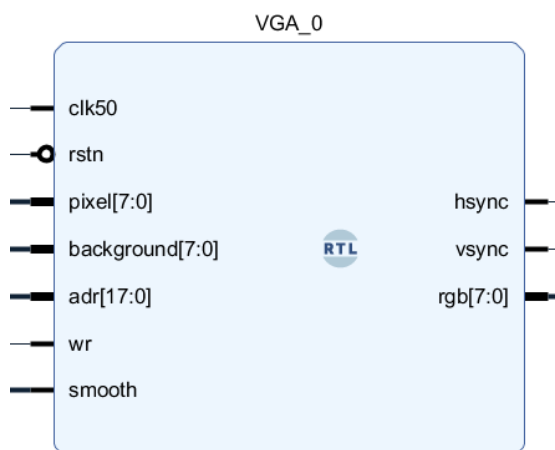 VGA_0
clk50
rstn
pixel[7:0]
background[7:0]
adr[17:0]
wr
smooth
RTL
hsync
vsync
rgb[7:0]